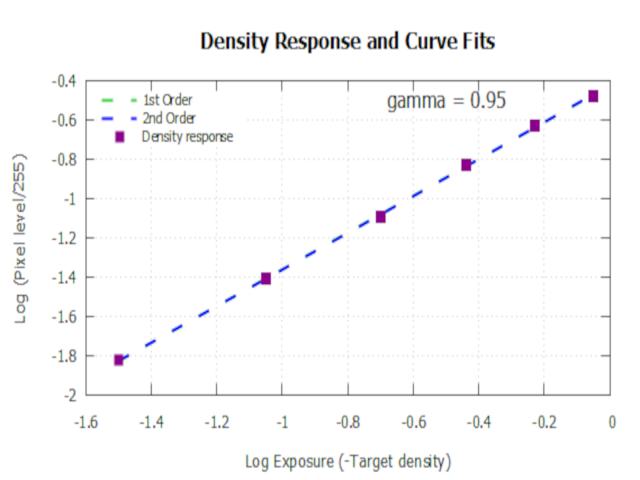 Density Response and Curve Fits
-0.4
-0.6
-0.8
-1
-1.2
-1.4
-1.6
-1.8
-2
1st Order
2nd Order
Density response
gamma = 0.95
Log (Pixel level/255)
-1.6 -1.4 -1.2 -1 -0.8 -0.6 -0.4 -0.2 0
Log Exposure (-Target density)